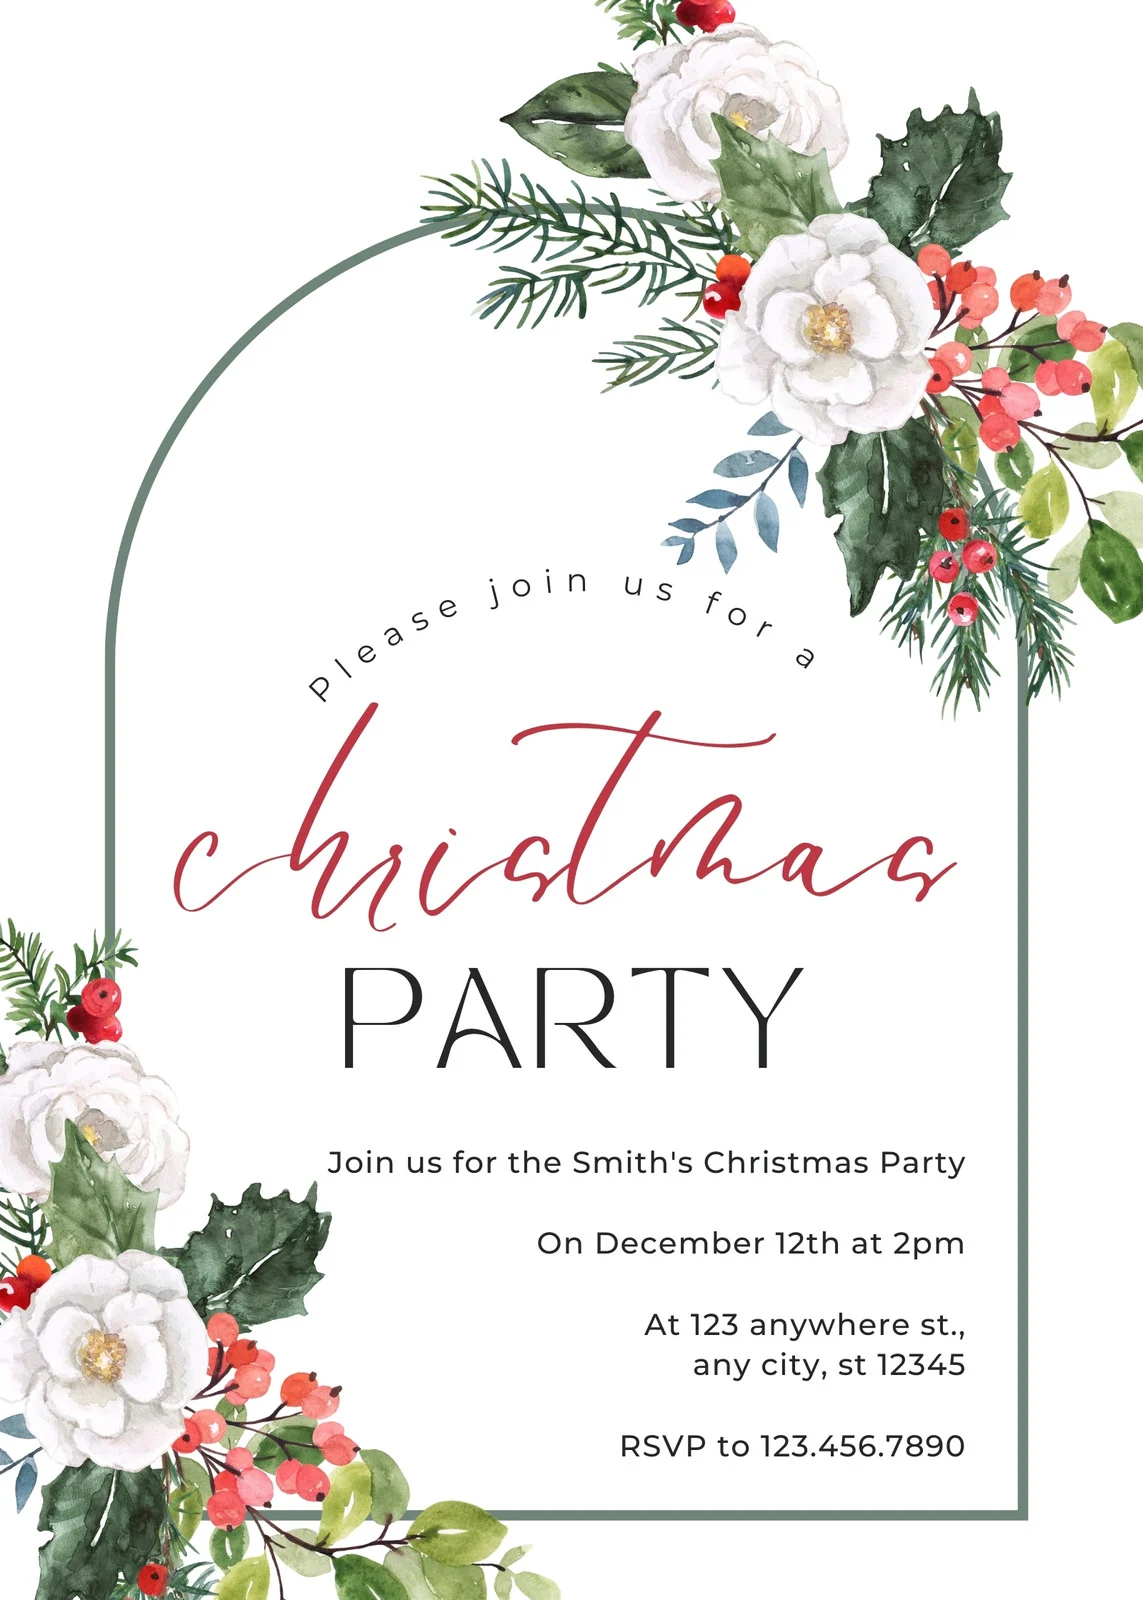 Please join us for a
christmas
PARTY
Join us for the Smith's Christmas Party
On December 12th at 2pm
At 123 anywhere st.,
any city, st 12345
RSVP to 123.456.7890